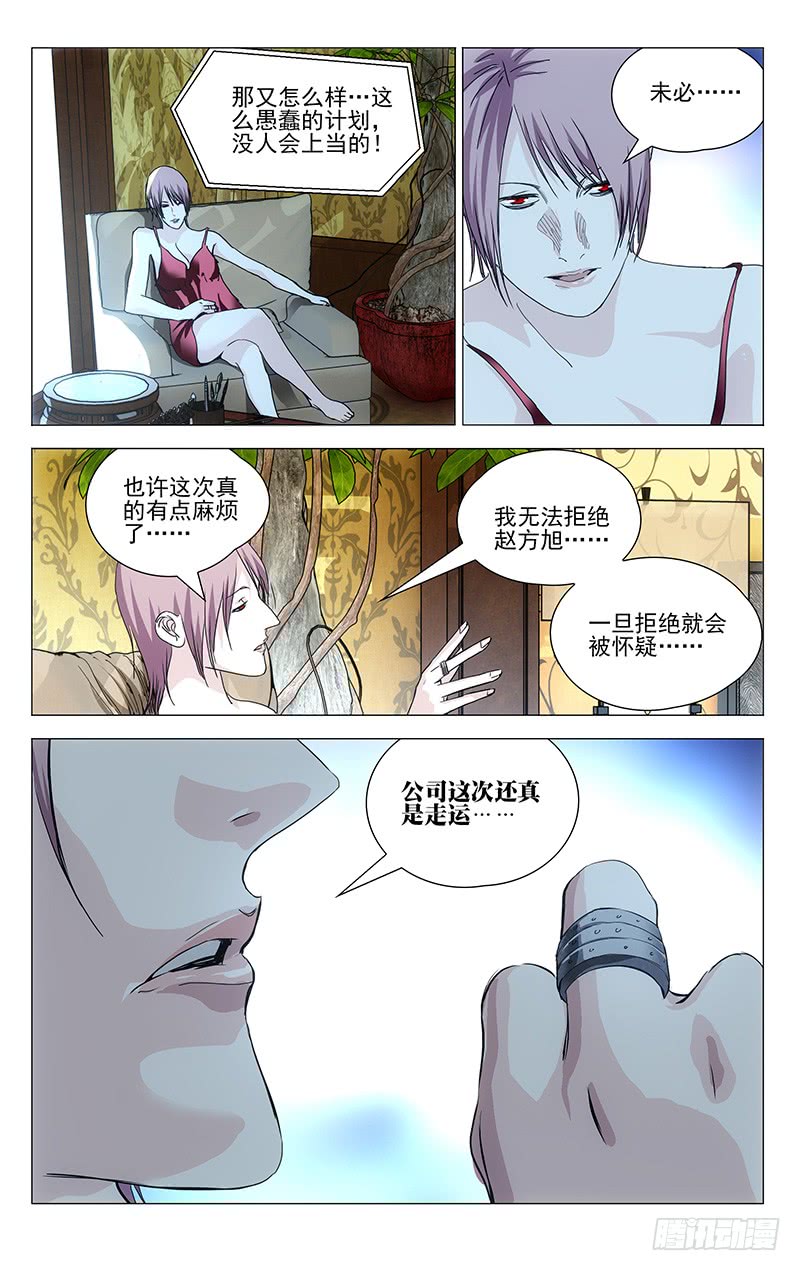 那又怎么样…这
么愚蠢的计划，
没人会上当的！
未必……
也许这次真
的有点麻烦
了……
我无法拒绝
赵方旭……
一旦拒绝就会
被怀疑……
公司这次还真
是走运……
腾讯动漫